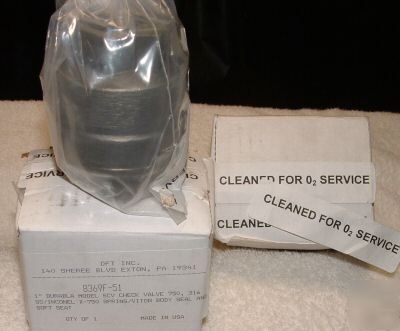 CLEANED FOR O₂ SERVICE
CLEANED FOR O₂ SERVICE
CLEANED FOR
SERVICE
DFT INC.
140 SHEREE BLVD EXTON, PA 19341
8369F-51
1" DURABLA MODEL SCV CHECK VALVE 750, 316
SS/INCONEL X-750 SPRING/VITON BODY SEAL AND
SOFT SEAT
QTY OF 1 MADE IN USA